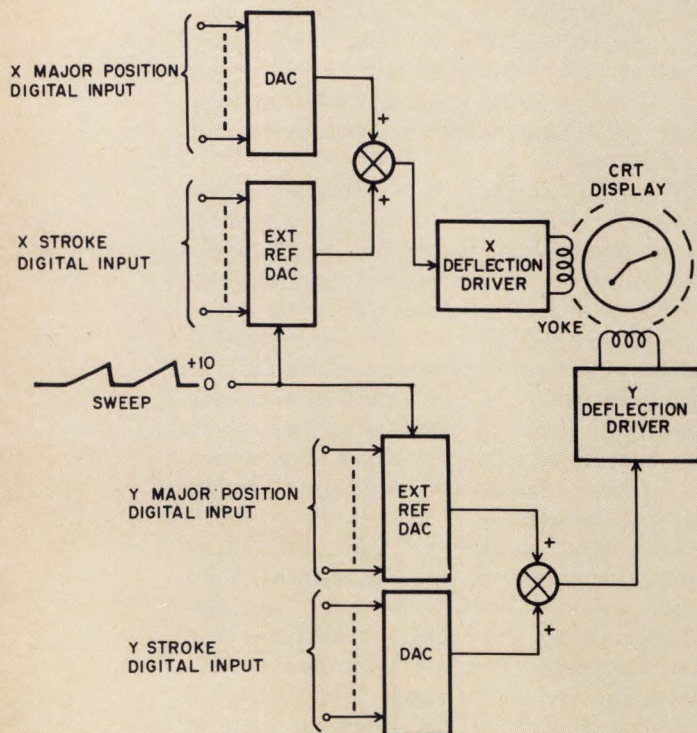 X MAJOR POSITION
DIGITAL INPUT
DAC
+
X STROKE
DIGITAL INPUT
EXT
REF
DAC
+
X
DEFLECTION
DRIVER
CRT
DISPLAY
YOKE
+10
0
SWEEP
Y
DEFLECTION
DRIVER
Y MAJOR POSITION
DIGITAL INPUT
EXT
REF
DAC
+
Y STROKE
DIGITAL INPUT
DAC
+